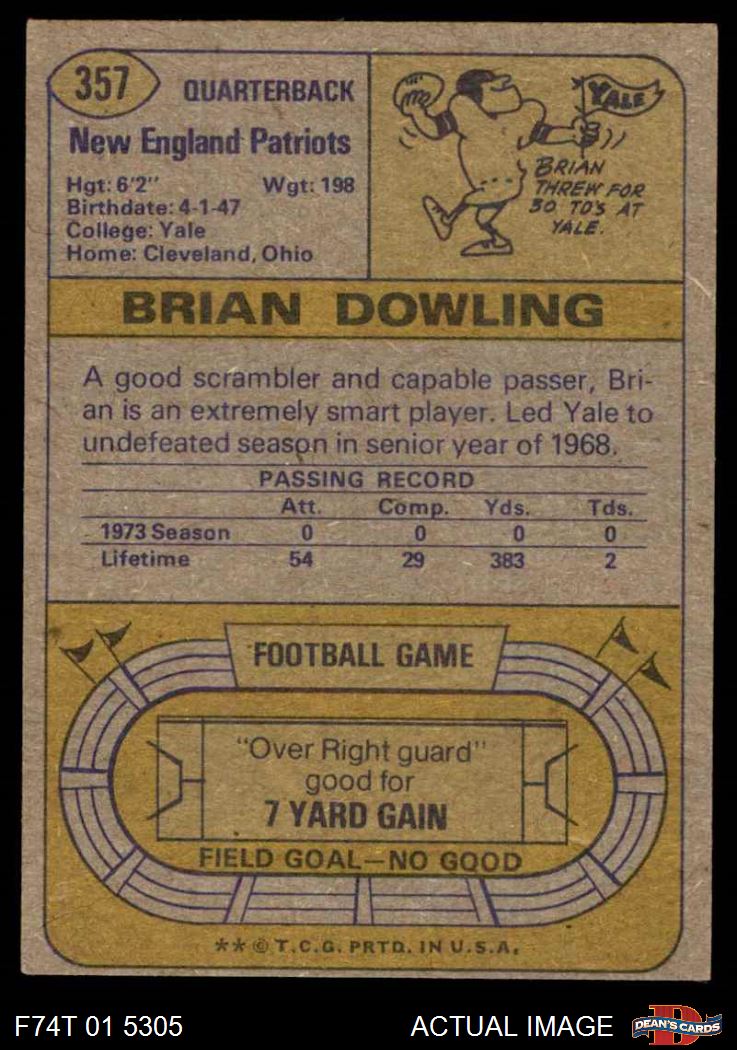 357
QUARTERBACK
New England Patriots
Hgt: 6'2" Wgt: 198
Birthdate: 4-1-47
College: Yale
Home: Cleveland, Ohio
YALE
BRIAN
THREW FOR
30 TD'S AT
YALE.
BRIAN DOWLING
A good scrambler and capable passer, Bri-
an is an extremely smart player. Led Yale to
undefeated season in senior year of 1968.
PASSING RECORD
Att. Comp. Yds. Tds.
1973 Season 0 0 0 0
Lifetime 54 29 383 2
FOOTBALL GAME
"Over Right guard"
good for
7 YARD GAIN
FIELD GOAL—NO GOOD
** © T.C.G. PRTD. IN U.S.A.
F74T 01 5305 ACTUAL IMAGE
D
DEAN'S CARDS